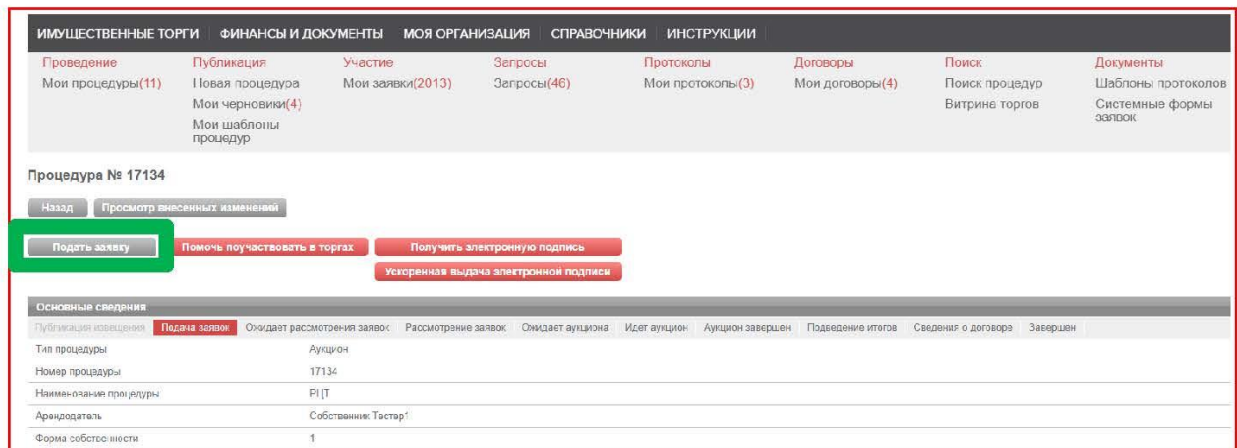 ИМУЩЕСТВЕННЫЕ ТОРГИ ФИНАНСЫ И ДОКУМЕНТЫ МОЯ ОРГАНИЗАЦИЯ СПРАВОЧНИКИ ИНСТРУКЦИИ
Проведение Публикация Участие Запросы Протоколы Договоры Поиск Документы
Мои процедуры(11) Новая процедура Мои заявки(2013) Запросы(46) Мои протоколы(3) Мои договоры(4) Поиск процедур Шаблоны протоколов
Мои черновики(4) Витрина торгов Системные формы заявок
Мои шаблоны процедур
Процедура № 17134
Назад Просмотр внесенных изменений
Подать заявку Помочь поучаствовать в торгах Получить электронную подпись
Ускоренная выдача электронной подписи
Основные сведения
Публикация извещения Подача заявок Ожидает рассмотрения заявок Рассмотрение заявок Ожидает аукциона Идет аукцион Аукцион завершен Подведение итогов Сведения о договоре Завершен
Тип процедуры Аукцион
Номер процедуры 17134
Наименование процедуры
Арендодатель Собственник Тестер1
Форма собственности 1